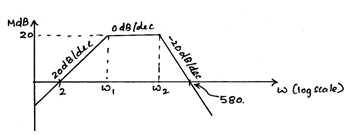 MdB
20
20dB/dec
0dB/dec
-20dB/dec
2
ω1
ω2
580.
ω (log scale)